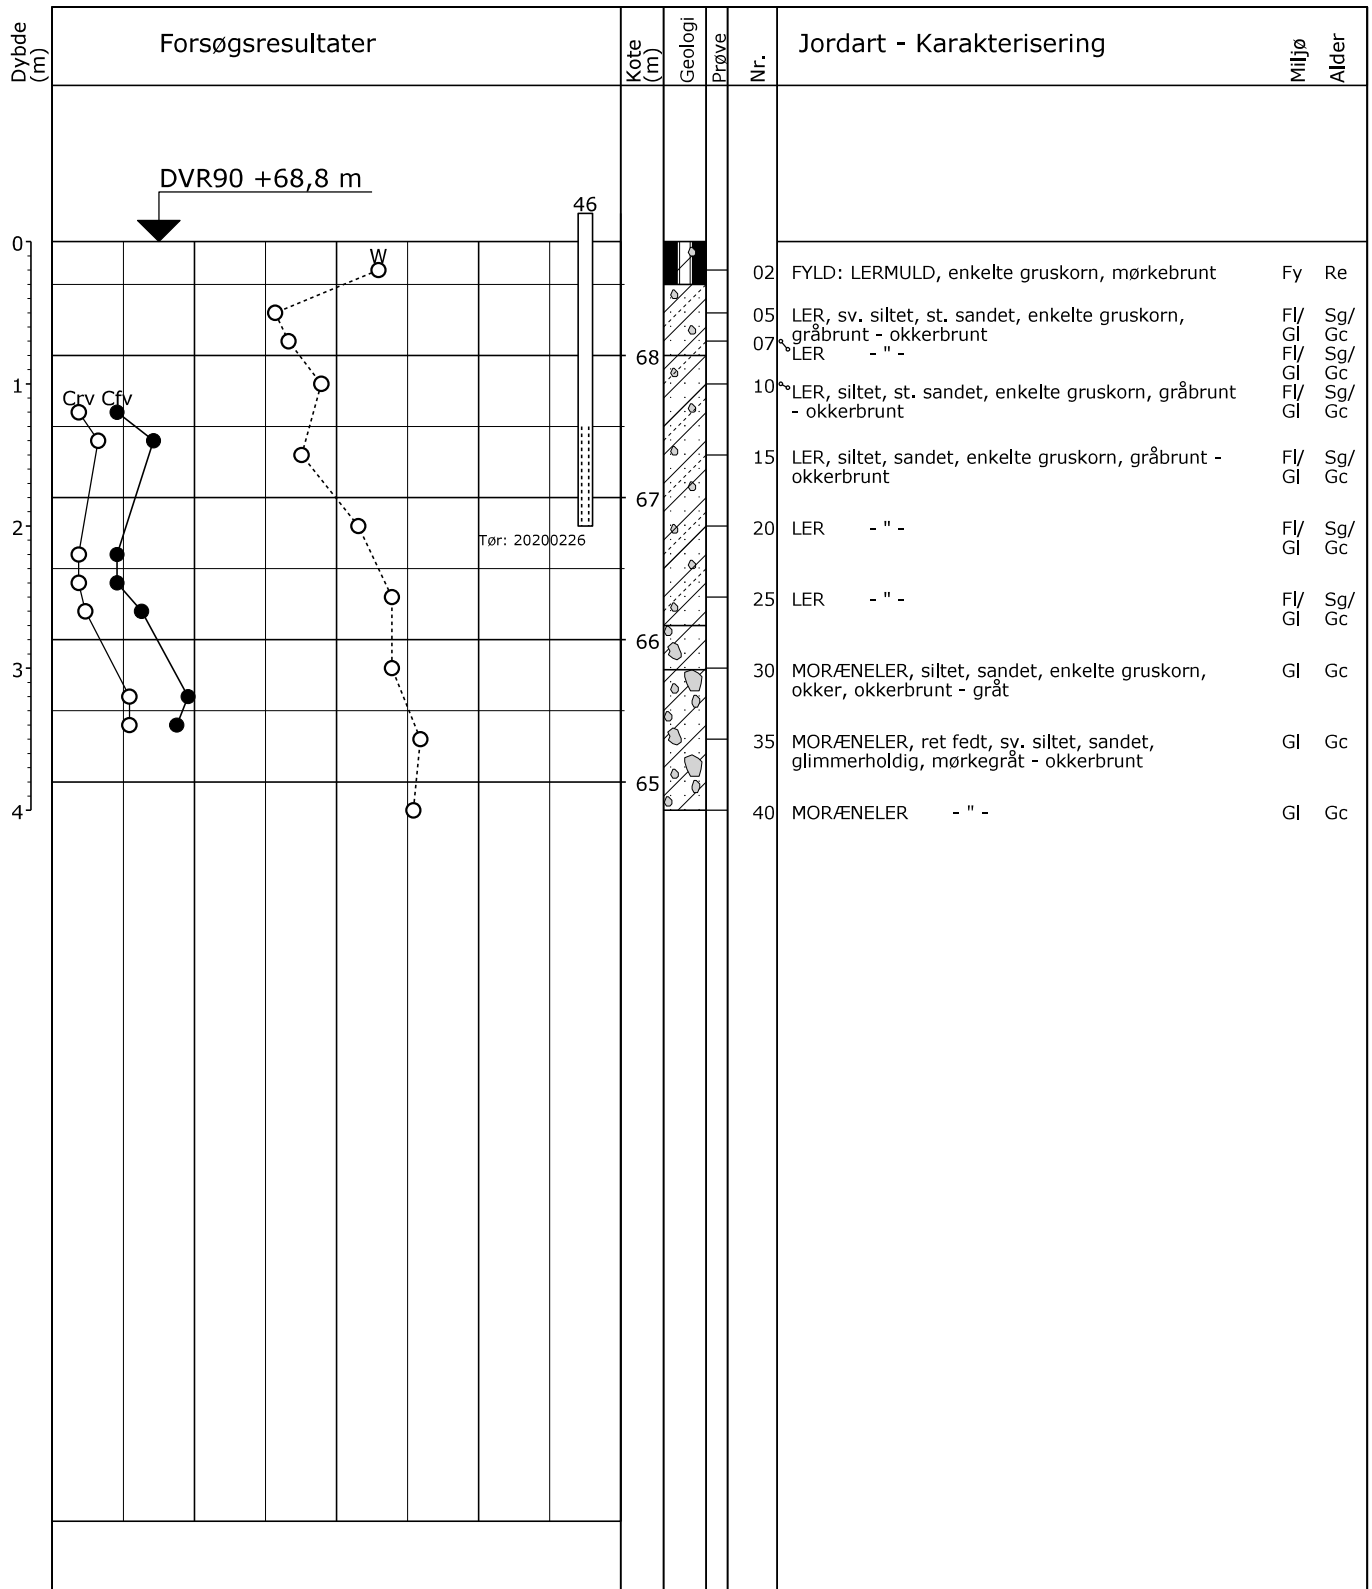 Dybde
(m)
Forsøgsresultater
Kote
(m)
Geologi
Prøve
Nr.
Jordart - Karakterisering
Miljø
Alder
DVR90 +68,8 m
46
0
W
02 FYLD: LERMULD, enkelte gruskorn, mørkebrunt Fy Re
05 LER, sv. siltet, st. sandet, enkelte gruskorn, Fl/ Sg/
gråbrunt - okkerbrunt Gl Gc
07 LER - " - Fl/ Sg/
Gl Gc
68
1
10 LER, siltet, st. sandet, enkelte gruskorn, gråbrunt Fl/ Sg/
- okkerbrunt Gl Gc
Crv Cfv
15 LER, siltet, sandet, enkelte gruskorn, gråbrunt - Fl/ Sg/
okkerbrunt Gl Gc
67
2
20 LER - " - Fl/ Sg/
Gl Gc
Tør: 20200226
25 LER - " - Fl/ Sg/
Gl Gc
66
3
30 MORÆNELER, siltet, sandet, enkelte gruskorn, Gl Gc
okker, okkerbrunt - gråt
35 MORÆNELER, ret fedt, sv. siltet, sandet, Gl Gc
glimmerholdig, mørkegråt - okkerbrunt
65
4
40 MORÆNELER - " - Gl Gc